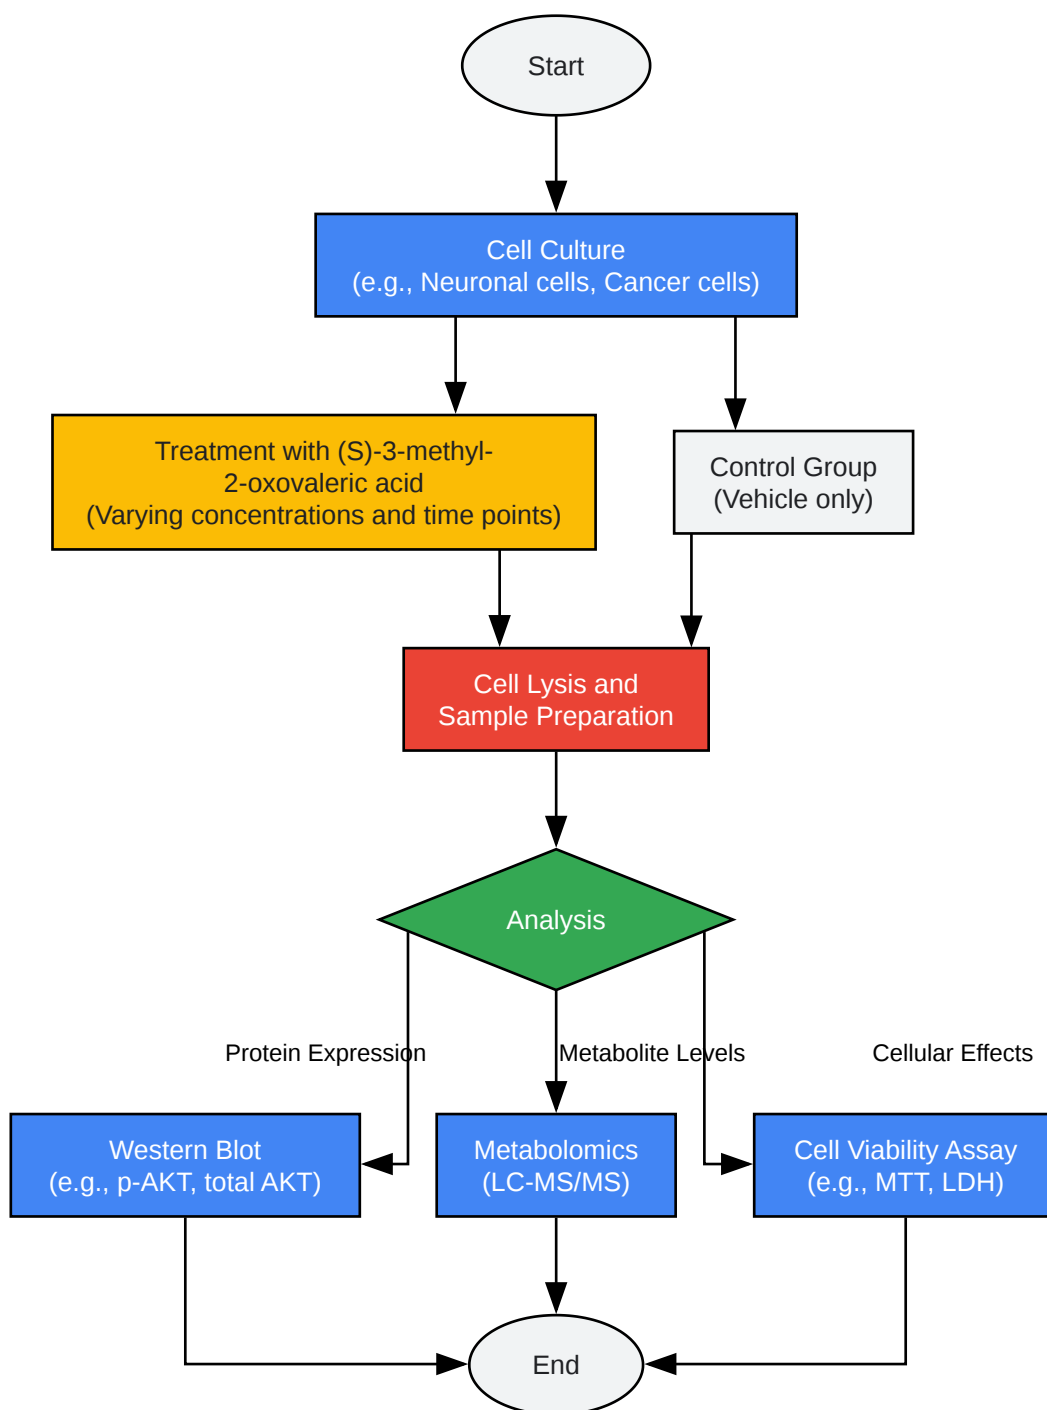 Start
Cell Culture
(e.g., Neuronal cells, Cancer cells)
Treatment with (S)-3-methyl-
2-oxovaleric acid
(Varying concentrations and time points)
Control Group
(Vehicle only)
Cell Lysis and
Sample Preparation
Analysis
Protein Expression
Metabolite Levels
Cellular Effects
Western Blot
(e.g., p-AKT, total AKT)
Metabolomics
(LC-MS/MS)
Cell Viability Assay
(e.g., MTT, LDH)
End